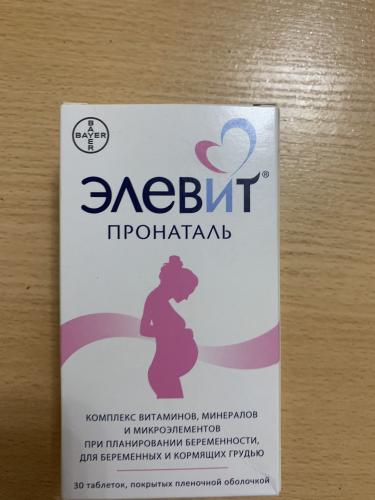 BAYER
BAYER
ЭЛЕВИТ®
ПРОНАТАЛЬ
КОМПЛЕКС ВИТАМИНОВ, МИНЕРАЛОВ
И МИКРОЭЛЕМЕНТОВ
ПРИ ПЛАНИРОВАНИИ БЕРЕМЕННОСТИ,
ДЛЯ БЕРЕМЕННЫХ И КОРМЯЩИХ ГРУДЬЮ
30 таблеток, покрытых пленочной оболочкой